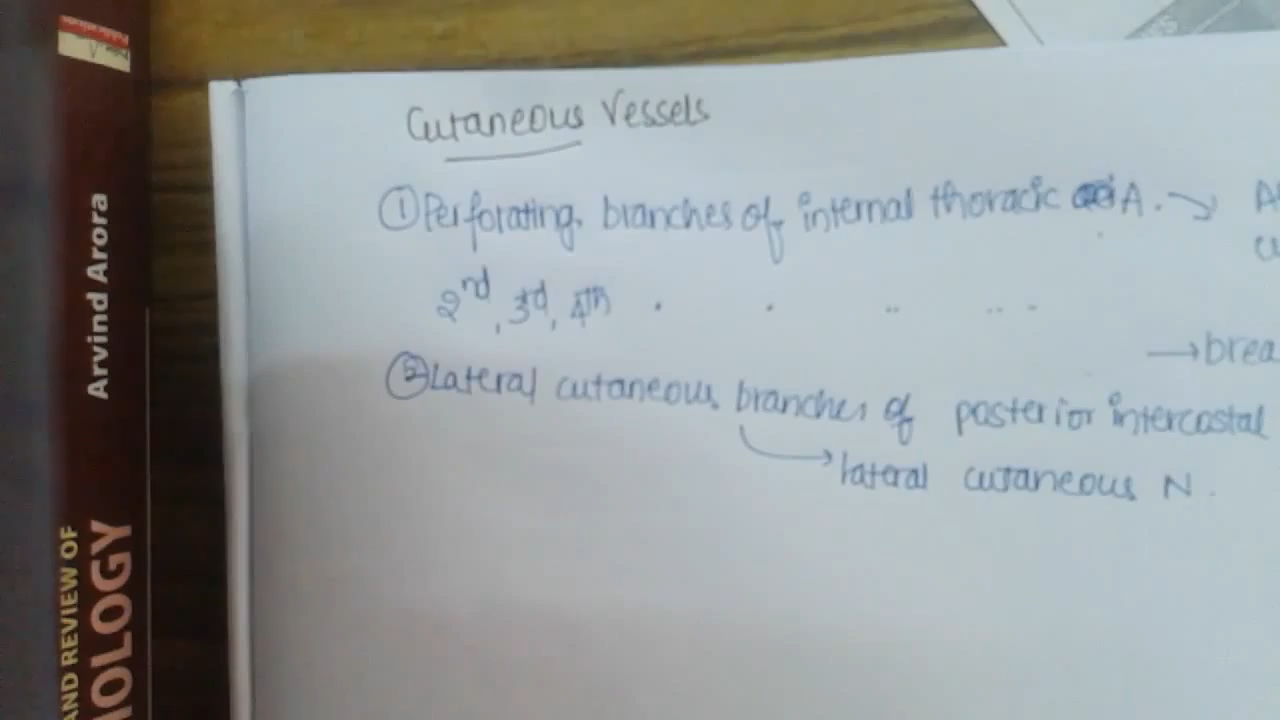 Cutaneous Vessels
① Perforating branches of internal thoracic A. →
2nd, 3rd, 4th
→ brea
② Lateral cutaneous branches of posterior intercostal
→ lateral cutaneous N.
Arvind Arora
AND REVIEW OF
HOLOGY